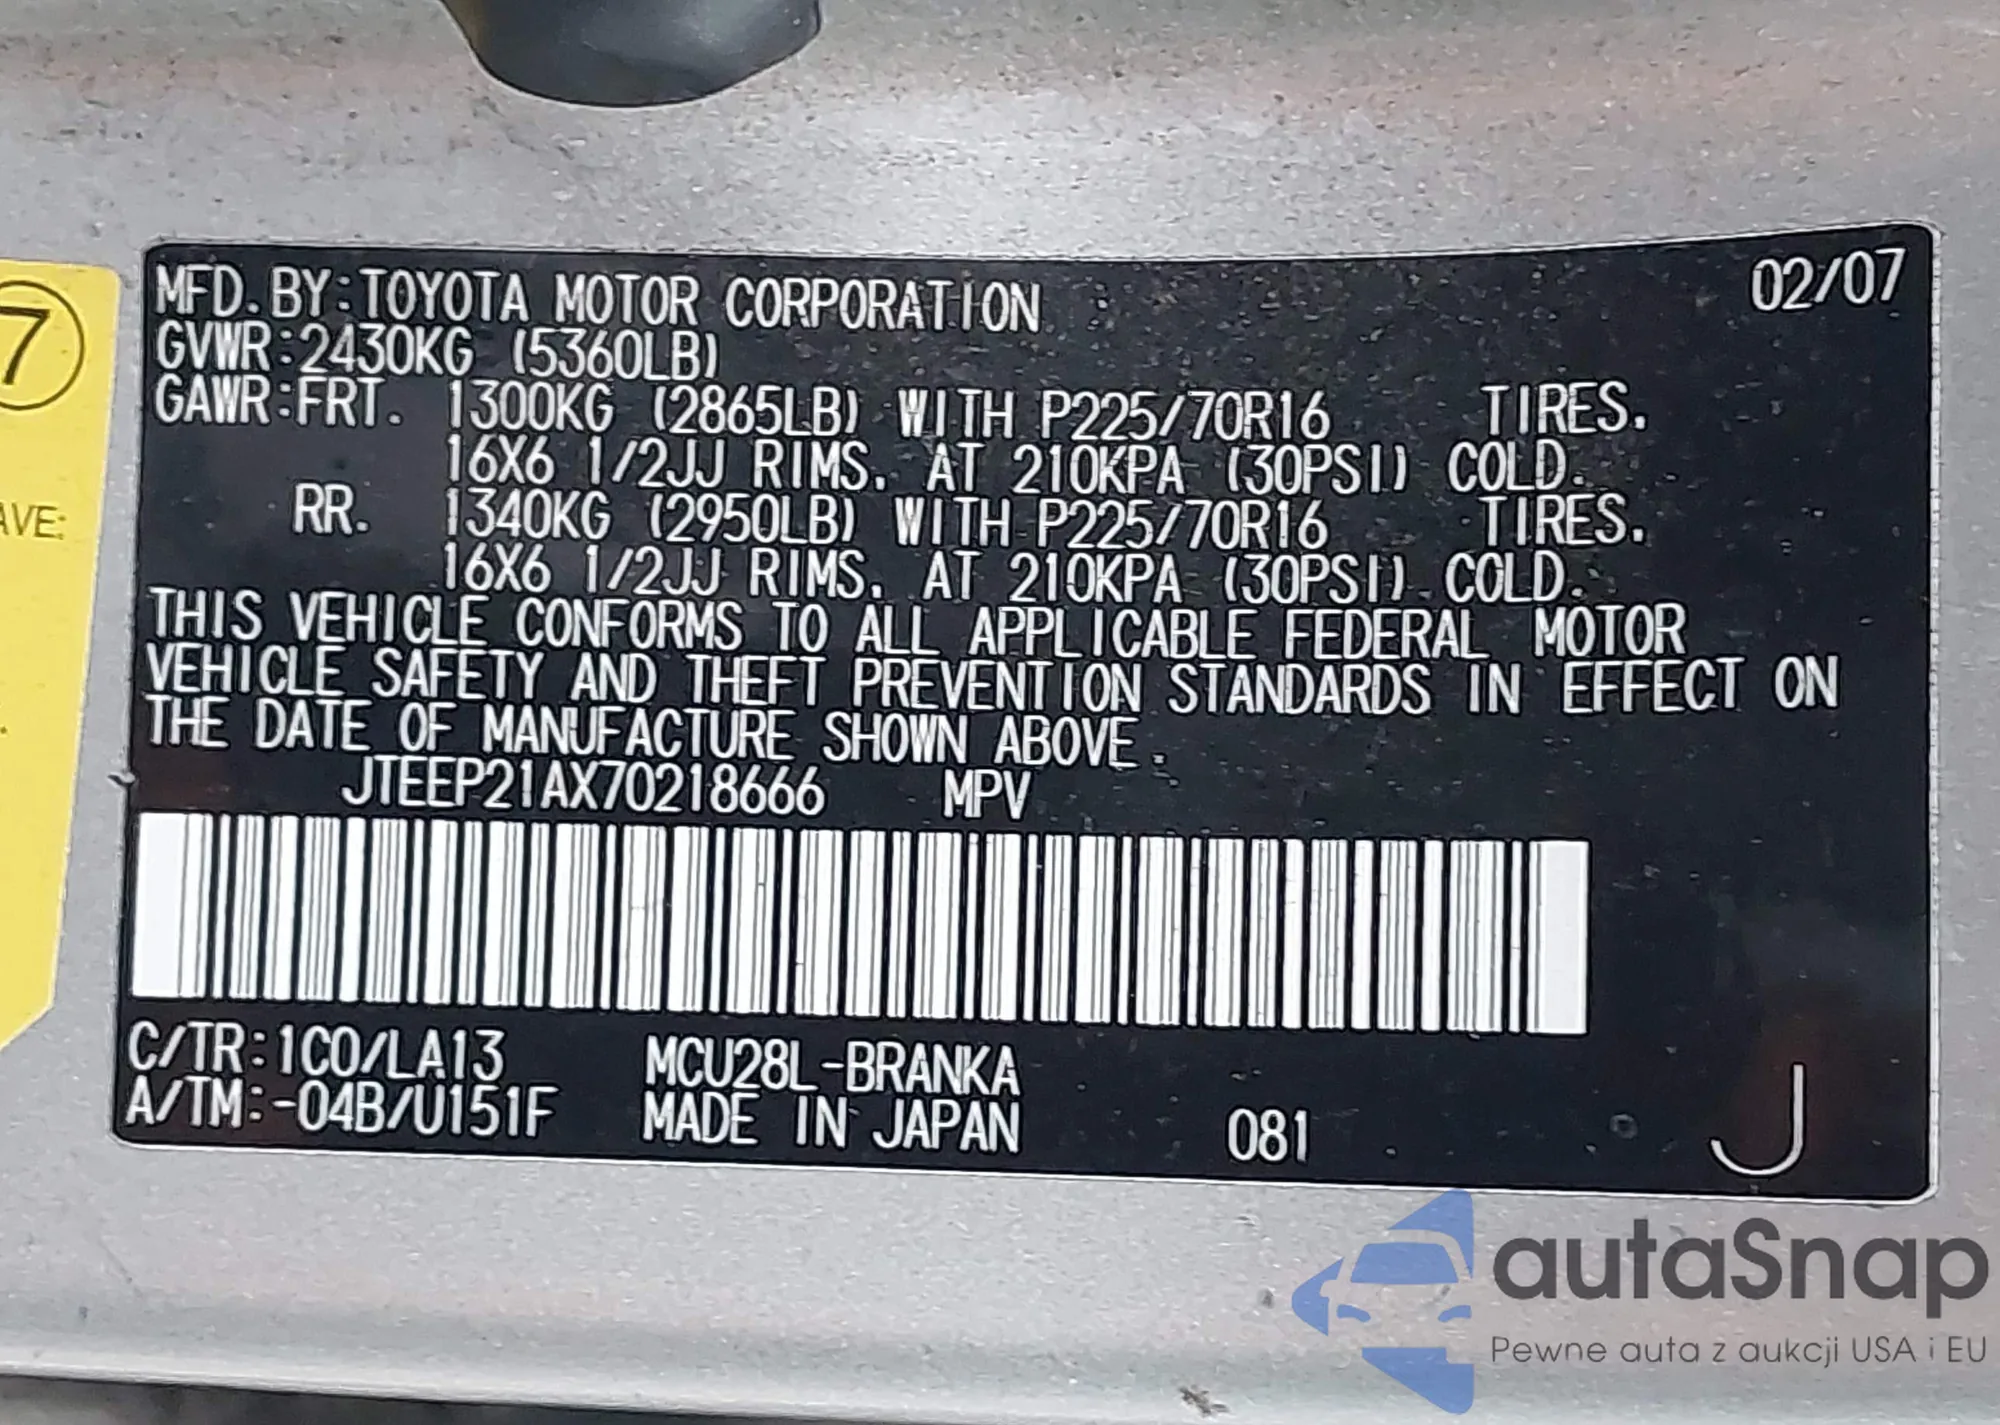 02/07
MFD. BY: TOYOTA MOTOR CORPORATION
GVWR: 2430KG (5360LB)
GAWR: FRT. 1300KG (2865LB) WITH P225/70R16 TIRES.
16X6 1/2JJ RIMS. AT 210KPA (30PSI) COLD.
RR. 1340KG (2950LB) WITH P225/70R16 TIRES.
16X6 1/2JJ RIMS. AT 210KPA (30PSI) COLD.
THIS VEHICLE CONFORMS TO ALL APPLICABLE FEDERAL MOTOR
VEHICLE SAFETY AND THEFT PREVENTION STANDARDS IN EFFECT ON
THE DATE OF MANUFACTURE SHOWN ABOVE.
JTEEP21AX70218666 MPV
C/TR: 1C0/LA13 MCU28L-BRANKA
A/TM: -04B/U151F MADE IN JAPAN 081 J
7
AVE:
autaSnap
Pewne auta z aukcji USA i EU